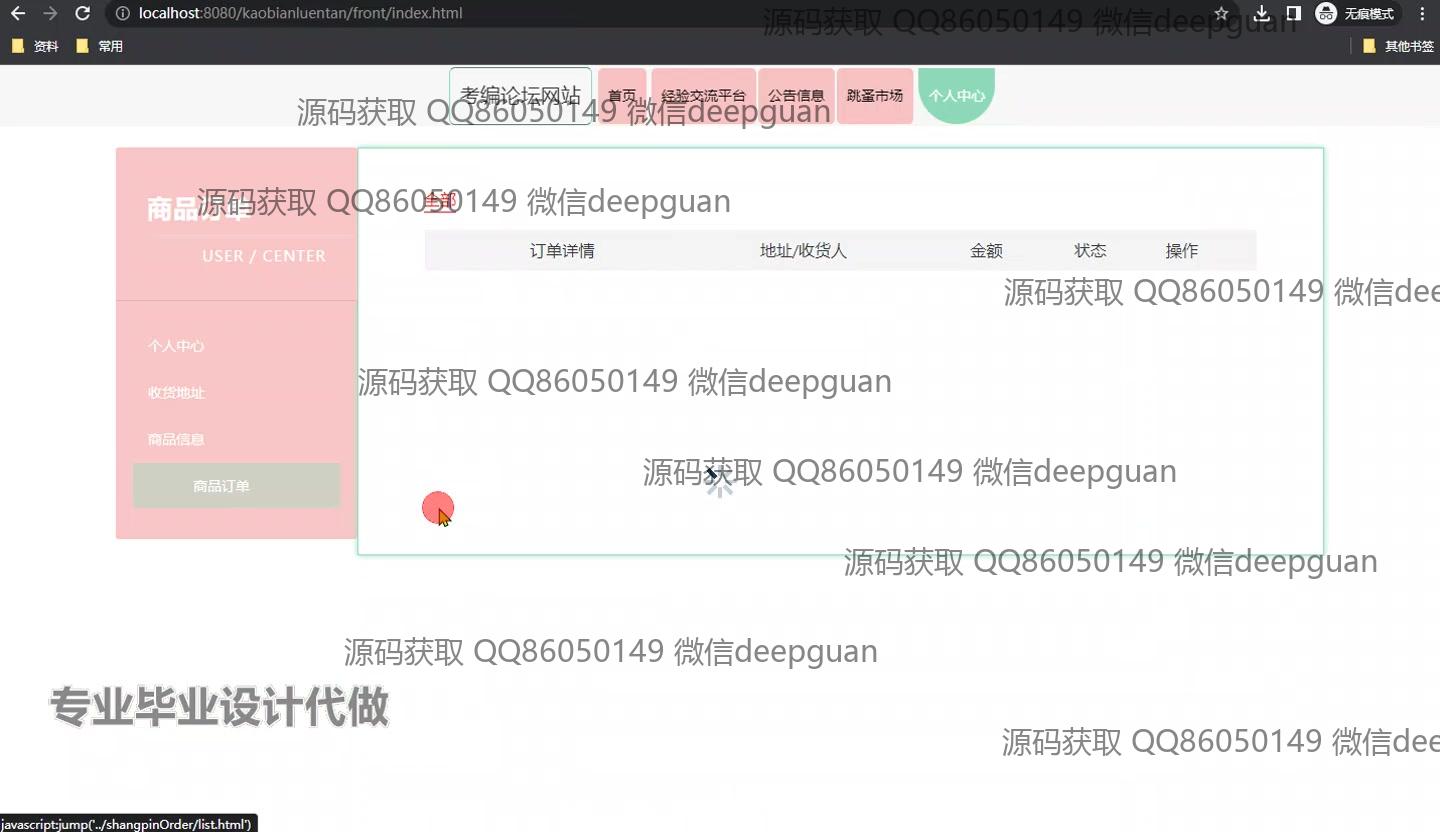 localhost:8080/kaobianluentan/front/index.html
无痕模式
资料 常用 其他书签
源码获取 QQ86050149 微信deepguan
考编论坛网站 首页 经验交流平台 公告信息 跳蚤市场 个人中心
源码获取 QQ86050149 微信deepguan
商品订单
源码获取 QQ86050149 微信deepguan
全部
USER / CENTER
订单详情 地址/收货人 金额 状态 操作
源码获取 QQ86050149 微信dee
个人中心
源码获取 QQ86050149 微信deepguan
收货地址
商品信息
源码获取 QQ86050149 微信deepguan
商品订单
源码获取 QQ86050149 微信deepguan
源码获取 QQ86050149 微信deepguan
专业毕业设计代做
源码获取 QQ86050149 微信dee
javascript:jump('../shangpinOrder/list.html')